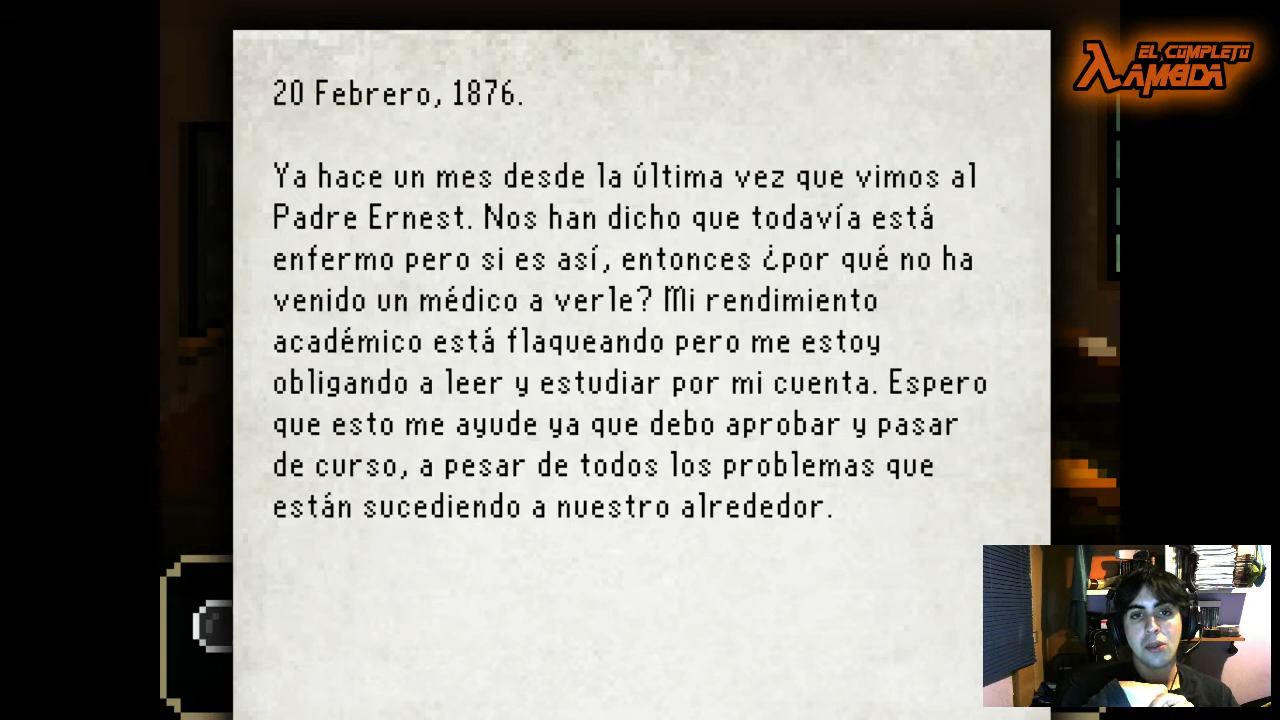 EL COMPLETO
λAMBDA
20 Febrero, 1876.
Ya hace un mes desde la última vez que vimos al
Padre Ernest. Nos han dicho que todavía está
enfermo pero si es así, entonces ¿por qué no ha
venido un médico a verle? Mi rendimiento
académico está flaqueando pero me estoy
obligando a leer y estudiar por mi cuenta. Espero
que esto me ayude ya que debo aprobar y pasar
de curso, a pesar de todos los problemas que
están sucediendo a nuestro alrededor.